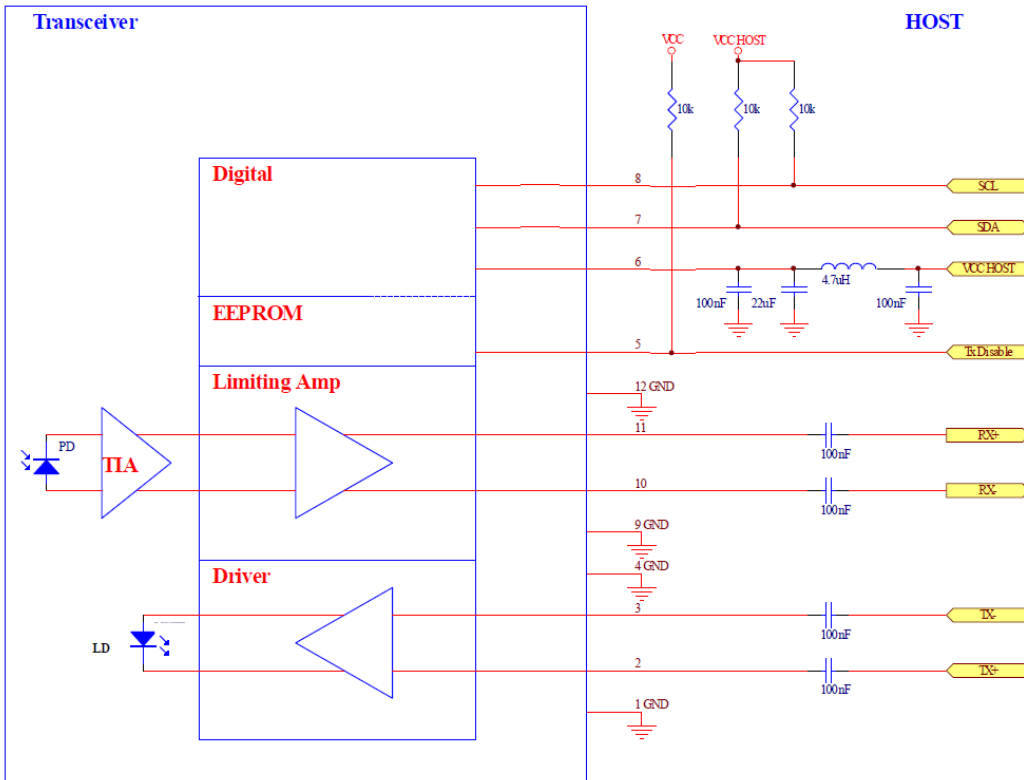 Transceiver
HOST
VCC
VCC HOST
10k
10k
10k
Digital
8
SCL
7
SDA
6
VCC HOST
4.7uH
100nF
22uF
100nF
EEPROM
5
Tx Disable
Limiting Amp
12 GND
11
RX+
PD
TIA
100nF
10
RX-
100nF
9 GND
4 GND
Driver
3
TX-
100nF
LD
2
TX+
100nF
1 GND